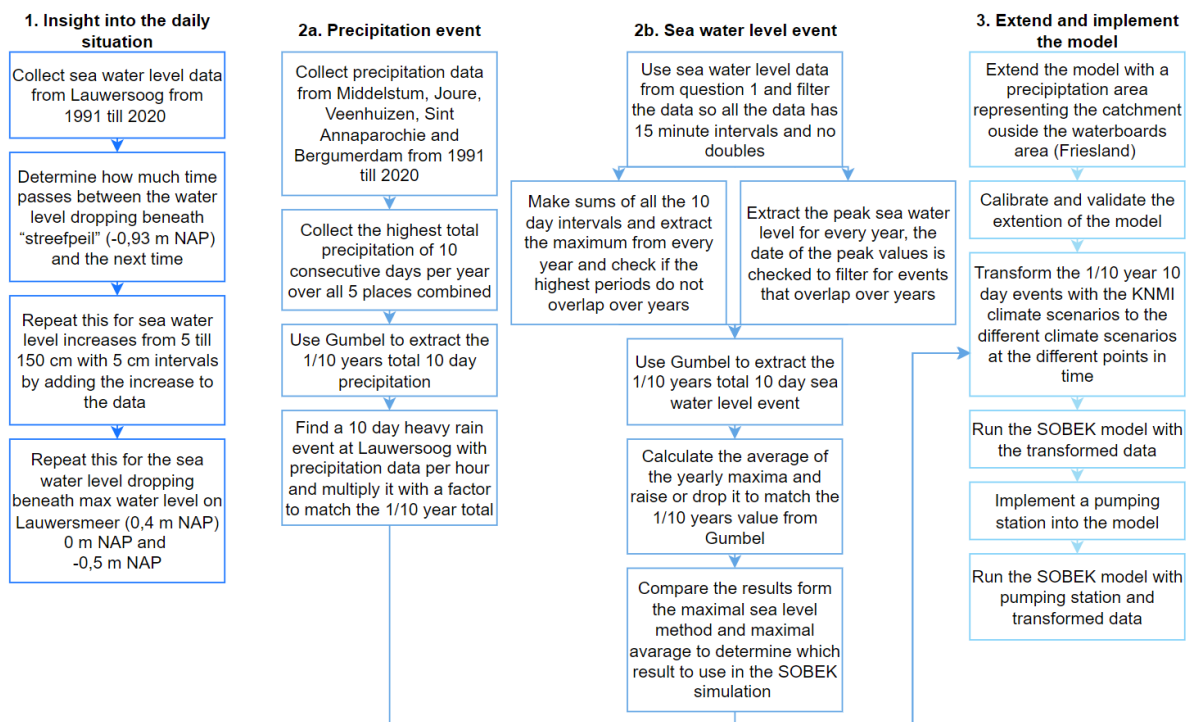 1. Insight into the daily
situation
Collect sea water level data
from Lauwersoog from
1991 till 2020
Determine how much time
passes between the water
level dropping beneath
“streefpeil” (-0,93 m NAP)
and the next time
Repeat this for sea water
level increases from 5 till
150 cm with 5 cm intervals
by adding the increase to
the data
Repeat this for the sea
water level dropping
beneath max water level on
Lauwersmeer (0,4 m NAP)
0 m NAP and
-0,5 m NAP
2a. Precipitation event
Collect precipitation data
from Middelstum, Joure,
Veenhuizen, Sint
Annaparochie and
Bergumerdam from 1991
till 2020
Collect the highest total
precipitation of 10
consecutive days per year
over all 5 places combined
Use Gumbel to extract the
1/10 years total 10 day
precipitation
Find a 10 day heavy rain
event at Lauwersoog with
precipitation data per hour
and multiply it with a factor
to match the 1/10 year total
2b. Sea water level event
Use sea water level data
from question 1 and filter
the data so all the data has
15 minute intervals and no
doubles
Make sums of all the 10
day intervals and extract
the maximum from every
year and check if the
highest periods do not
overlap over years
Extract the peak sea water
level for every year, the
date of the peak values is
checked to filter for events
that overlap over years
Use Gumbel to extract the
1/10 years total 10 day sea
water level event
Calculate the average of
the yearly maxima and
raise or drop it to match the
1/10 years value from
Gumbel
Compare the results form
the maximal sea level
method and maximal
avarage to determine which
result to use in the SOBEK
simulation
3. Extend and implement
the model
Extend the model with a
precipiptation area
representing the catchment
ouside the waterboards
area (Friesland)
Calibrate and validate the
extention of the model
Transform the 1/10 year 10
day events with the KNMI
climate scenarios to the
different climate scenarios
at the different points in
time
Run the SOBEK model with
the transformed data
Implement a pumping
station into the model
Run the SOBEK model with
pumping station and
transformed data